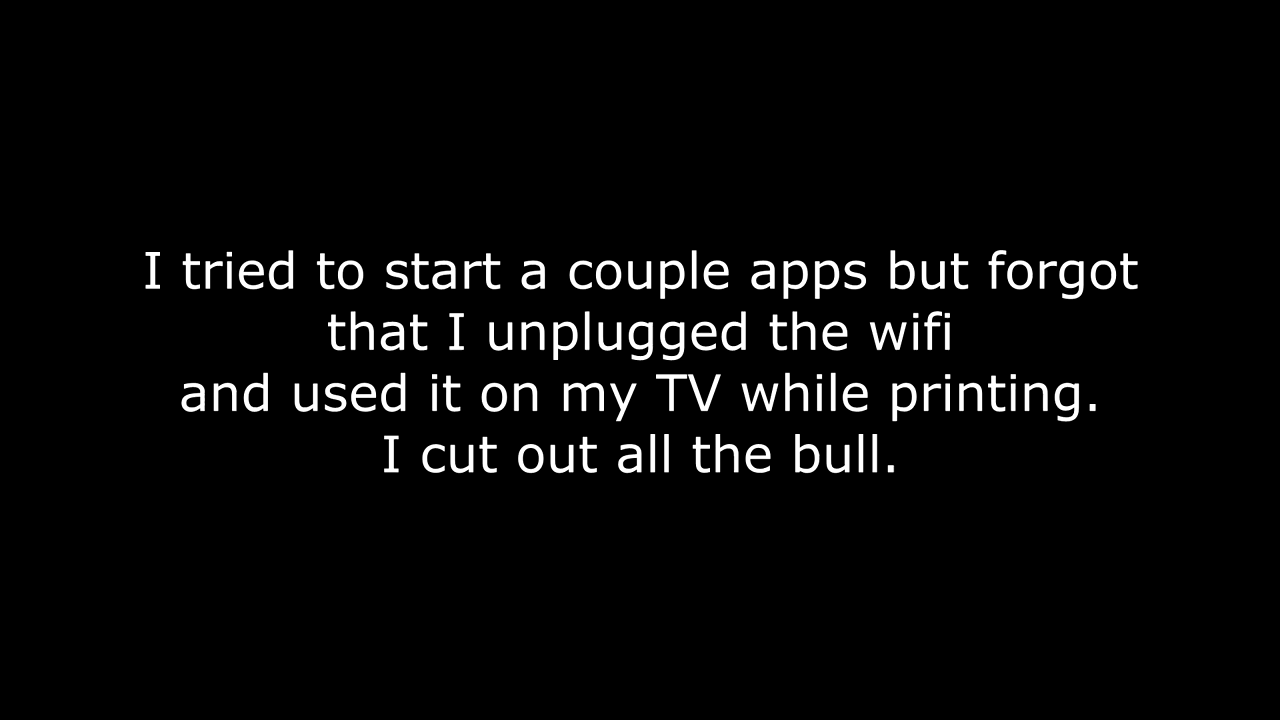 I tried to start a couple apps but forgot
that I unplugged the wifi
and used it on my TV while printing.
I cut out all the bull.